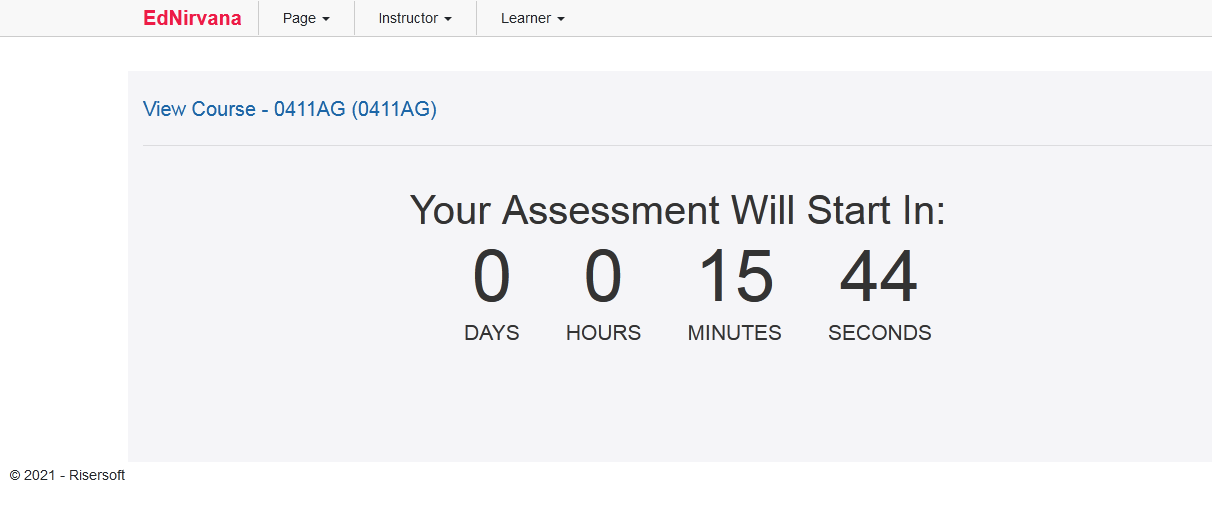 EdNirvana Page Instructor Learner
View Course - 0411AG (0411AG)
Your Assessment Will Start In:
0 0 15 44
DAYS HOURS MINUTES SECONDS
© 2021 - Risersoft